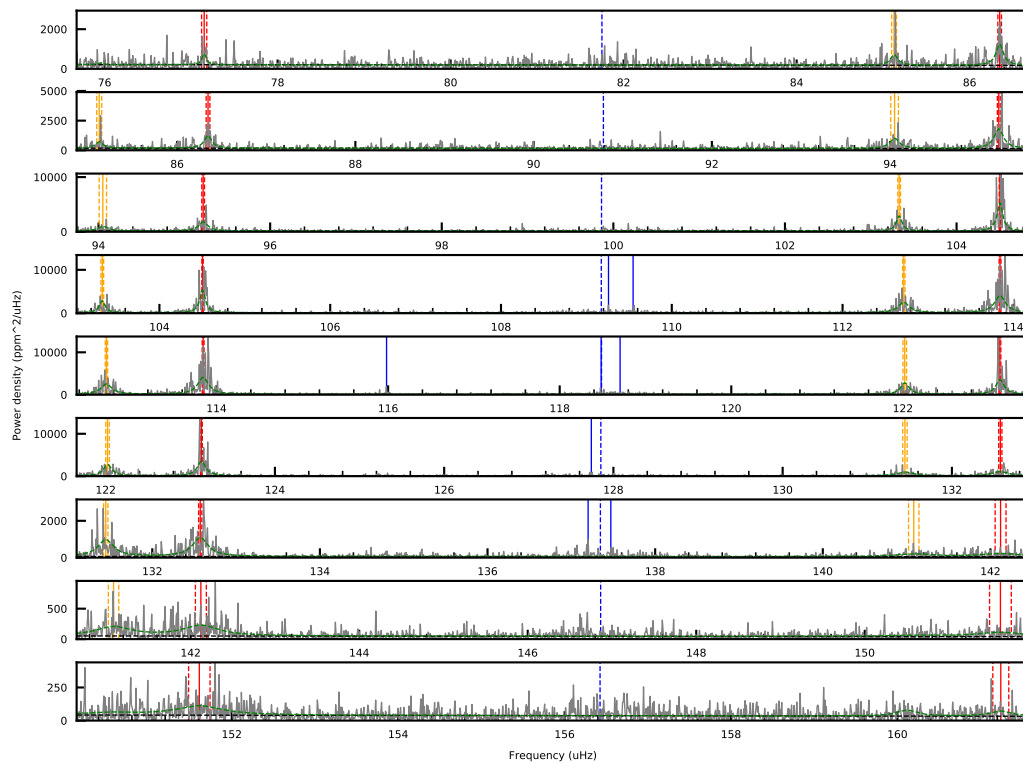 2000
0
76 78 80 82 84 86
5000
2500
0
86 88 90 92 94
10000
0
94 96 98 100 102 104
10000
0
104 106 108 110 112 114
10000
0
114 116 118 120 122
Power density (ppm^2/uHz)
10000
0
122 124 126 128 130 132
2000
0
132 134 136 138 140 142
500
0
142 144 146 148 150
250
0
152 154 156 158 160
Frequency (uHz)